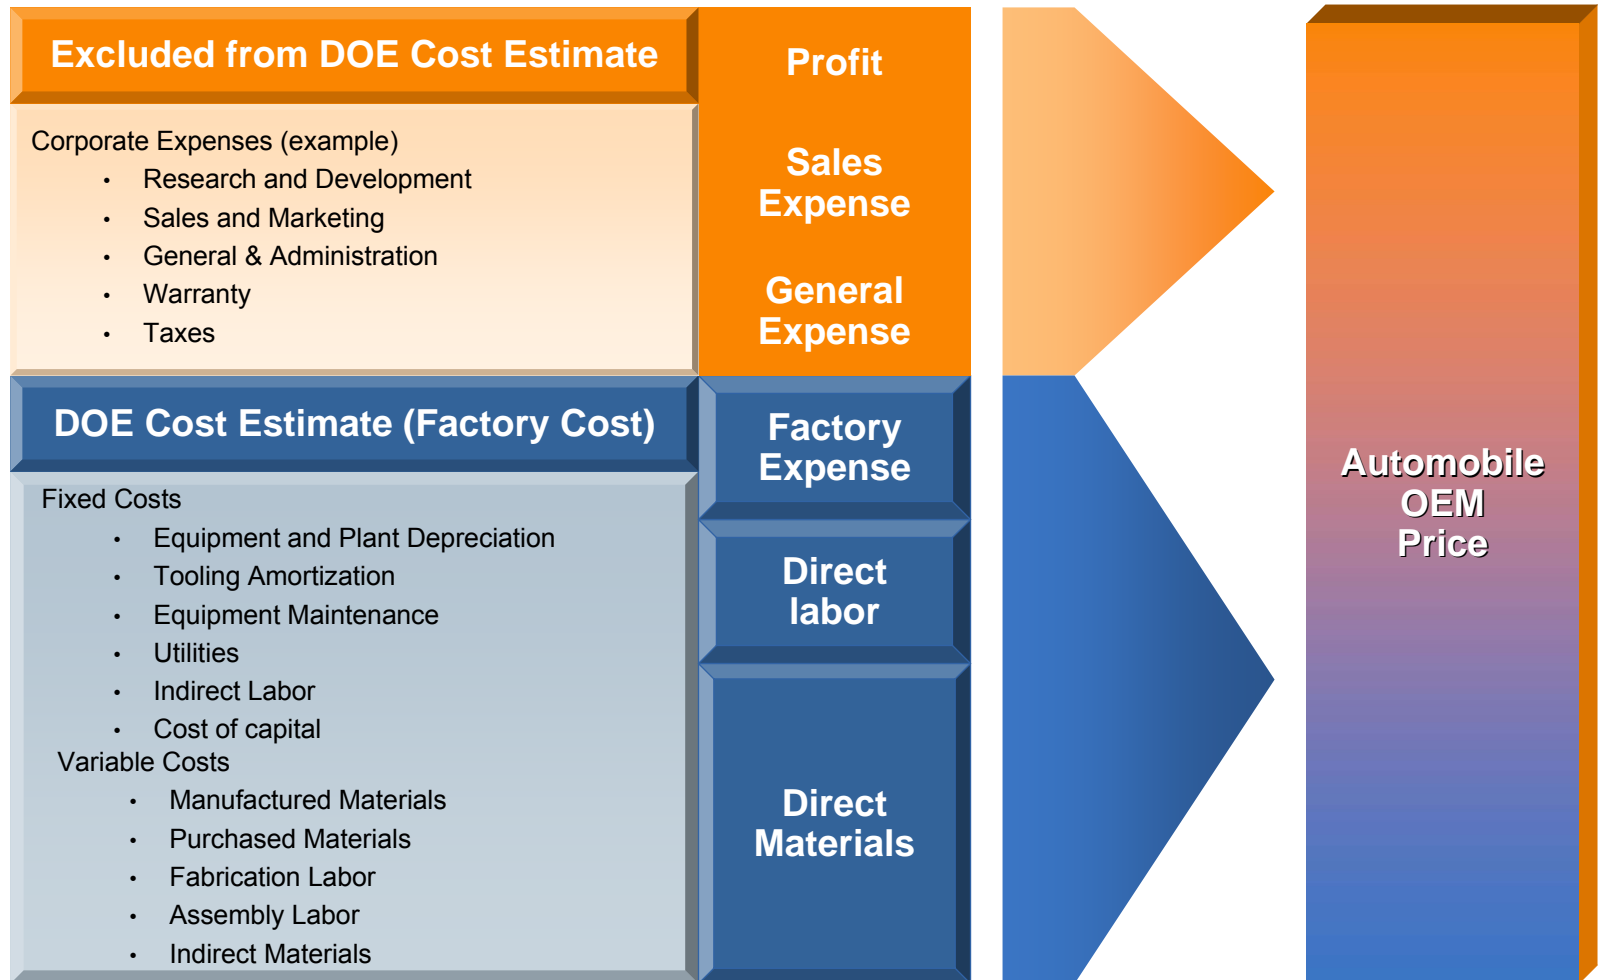 Excluded from DOE Cost Estimate
Corporate Expenses (example)
• Research and Development
• Sales and Marketing
• General & Administration
• Warranty
• Taxes
Profit
Sales
Expense
General
Expense
DOE Cost Estimate (Factory Cost)
Fixed Costs
• Equipment and Plant Depreciation
• Tooling Amortization
• Equipment Maintenance
• Utilities
• Indirect Labor
• Cost of capital
Variable Costs
• Manufactured Materials
• Purchased Materials
• Fabrication Labor
• Assembly Labor
• Indirect Materials
Factory
Expense
Direct
labor
Direct
Materials
Automobile
OEM
Price